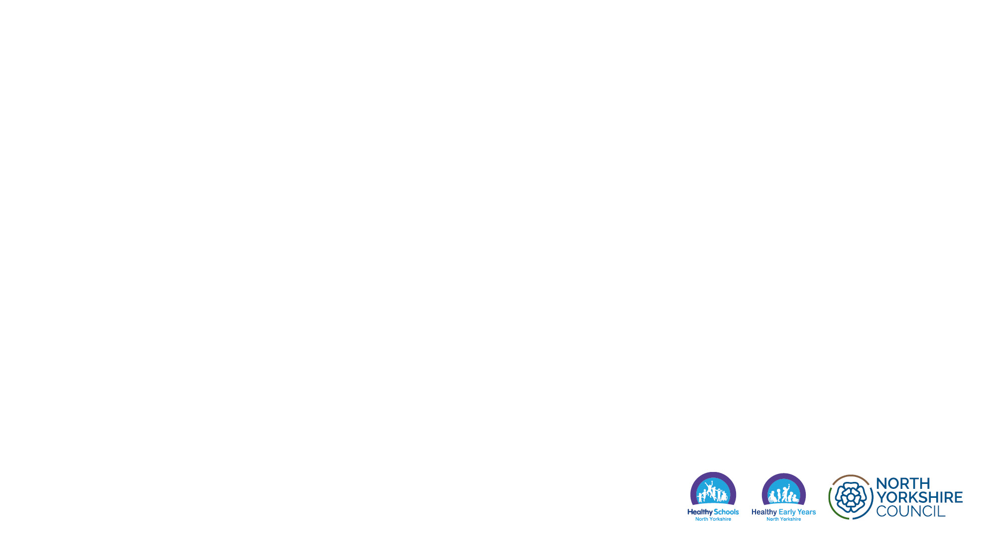 Healthy Schools
North Yorkshire
Healthy Early Years
North Yorkshire
NORTH
YORKSHIRE
COUNCIL